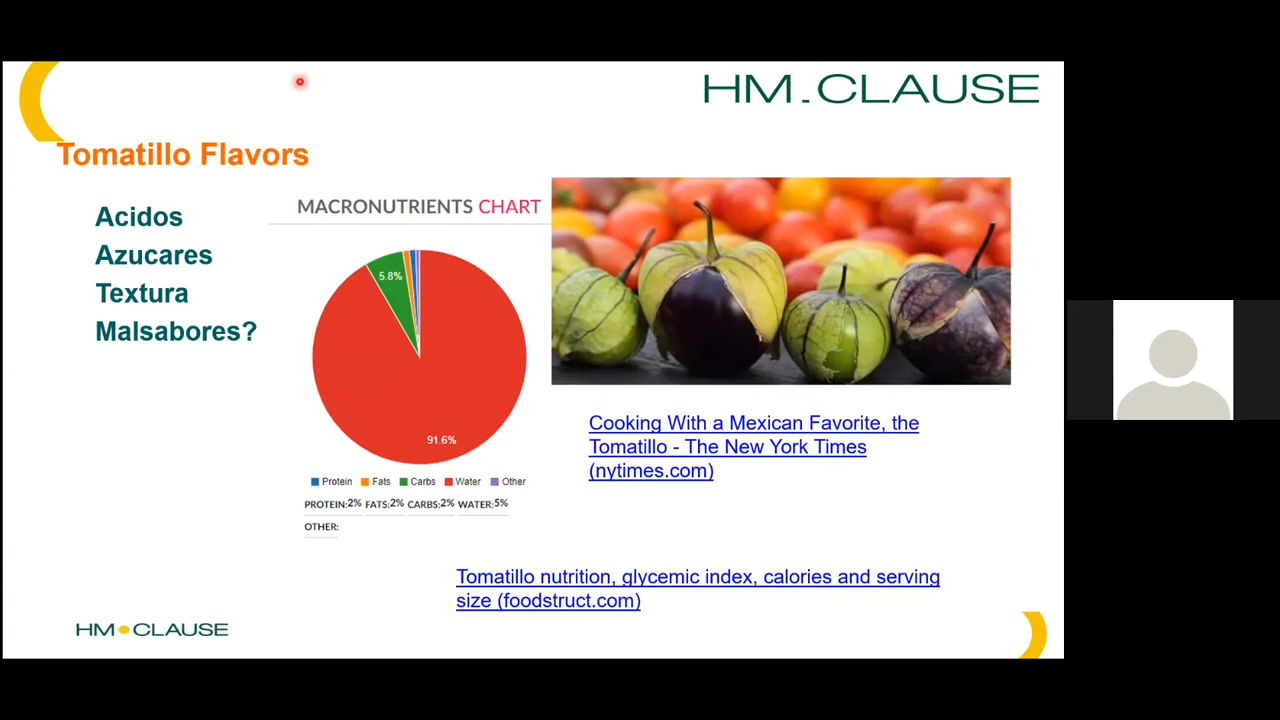 HM.CLAUSE
Tomatillo Flavors
Acidos
Azucares
Textura
Malsabores?
MACRONUTRIENTS CHART
5.8%
91.6%
Protein Fats Carbs Water Other
PROTEIN:2% FATS:2% CARBS:2% WATER:5%
OTHER:
Cooking With a Mexican Favorite, the
Tomatillo - The New York Times
(nytimes.com)
Tomatillo nutrition, glycemic index, calories and serving
size (foodstruct.com)
HM CLAUSE